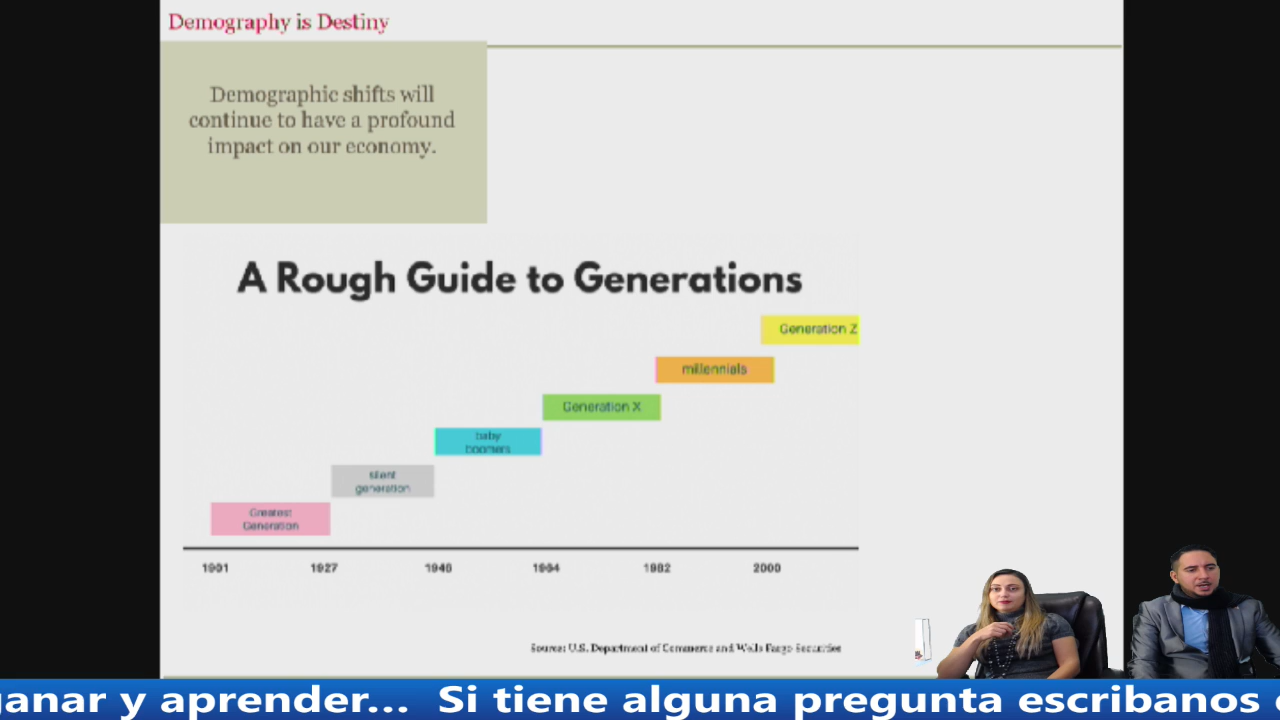 Demography is Destiny
Demographic shifts will
continue to have a profound
impact on our economy.
A Rough Guide to Generations
Generation Z
millennials
Generation X
baby
boomers
silent
generation
Greatest
Generation
1901 1927 1946 1964 1982 2000
Source: U.S. Department of Commerce and Wells Fargo Securities
ganar y aprender... Si tiene alguna pregunta escribanos